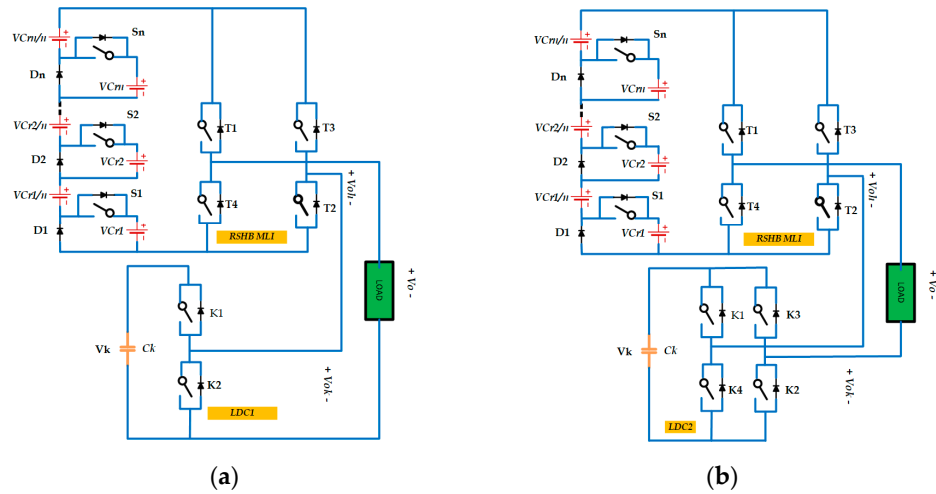 VCrn/n
Sn
Dn
VCrn
VCr2/n
S2
D2
VCr2
VCr1/n
S1
D1
VCr1
T1
T3
T4
T2
RSHB MLI
+ Voh -
LOAD
+ Vo -
K1
Vk
Ck
K2
+ Vok -
LDC1
(a)
VCrn/n
Sn
Dn
VCrn
VCr2/n
S2
D2
VCr2
VCr1/n
S1
D1
VCr1
T1
T3
T4
T2
RSHB MLI
+ Voh -
LOAD
+ Vo -
K1
K3
Vk
Ck
K4
K2
+ Vok -
LDC2
(b)